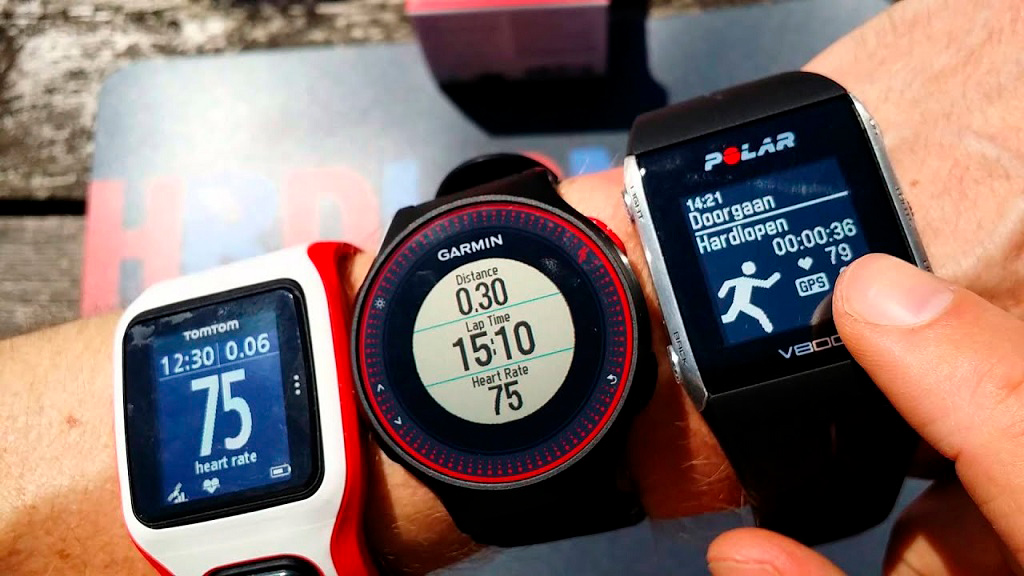 TOMTOM
12:30 0.06
75
heart rate
GARMIN
Distance
0.30
Lap Time
15:10
Heart Rate
75
POLAR
14:21
Doorgaan
Hardlopen
00:00:36
79
GPS
LIGHT
BACK